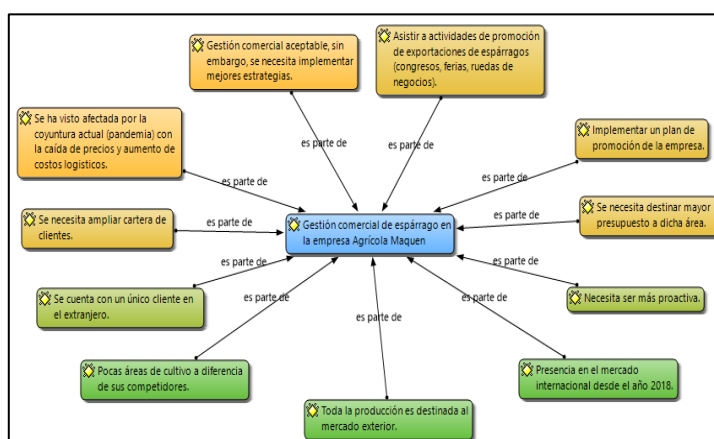 Gestión comercial aceptable, sin
embargo, se necesita implementar
mejores estrategias.
Asistir a actividades de promoción
de exportaciones de espárragos
(congresos, ferias, ruedas de
negocios).
Se ha visto afectada por la
coyuntura actual (pandemia) con
la caída de precios y aumento de
costos logisticos.
Implementar un plan de
promoción de la empresa.
es parte de
es parte de
es parte de
es parte de
Se necesita ampliar cartera de
clientes.
es parte de
Gestión comercial de espárrago en
la empresa Agrícola Maquen
es parte de
Se necesita destinar mayor
presupuesto a dicha área.
Se cuenta con un único cliente en
el extranjero.
es parte de
es parte de
Necesita ser más proactiva.
es parte de
es parte de
es parte de
Pocas áreas de cultivo a diferencia
de sus competidores.
Presencia en el mercado
internacional desde el año 2018.
Toda la producción es destinada al
mercado exterior.